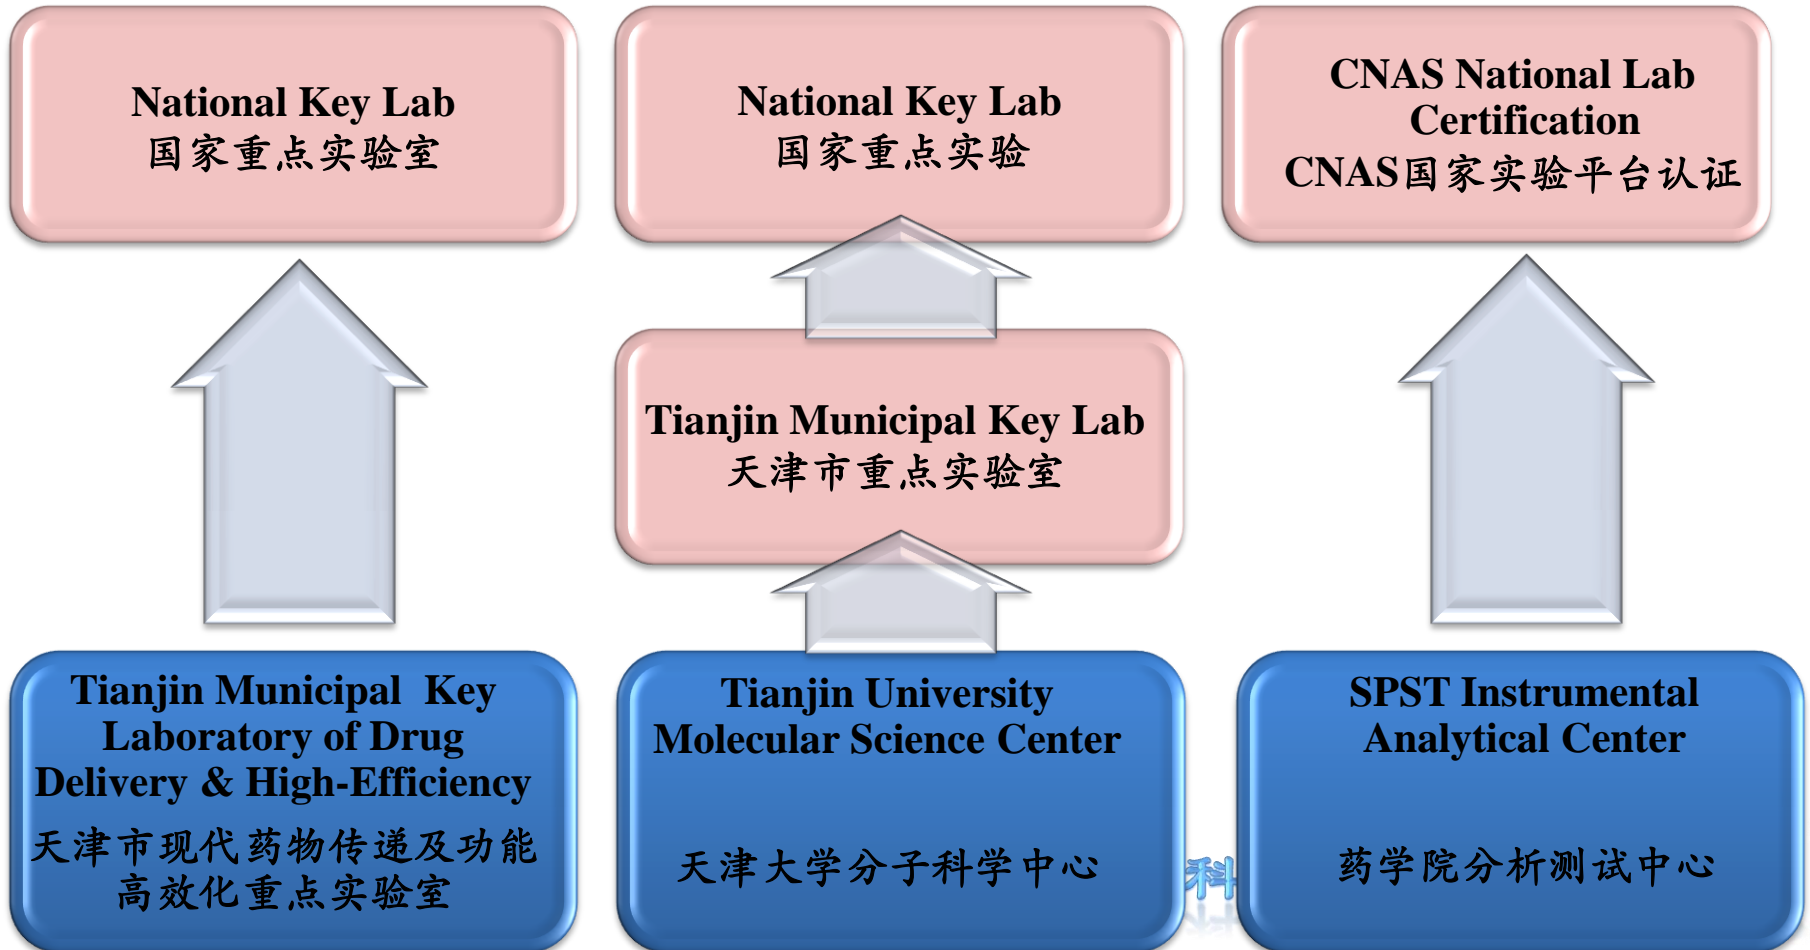 National Key Lab
国家重点实验室
National Key Lab
国家重点实验
CNAS National Lab
Certification
CNAS国家实验平台认证
Tianjin Municipal Key Lab
天津市重点实验室
Tianjin Municipal Key
Laboratory of Drug
Delivery & High-Efficiency
天津市现代药物传递及功能
高效化重点实验室
Tianjin University
Molecular Science Center
天津大学分子科学中心
科
SPST Instrumental
Analytical Center
药学院分析测试中心